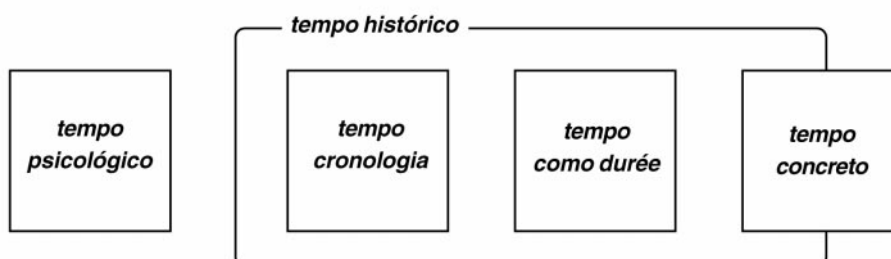 tempo histórico
tempo
psicológico
tempo
cronologia
tempo
como durée
tempo
concreto